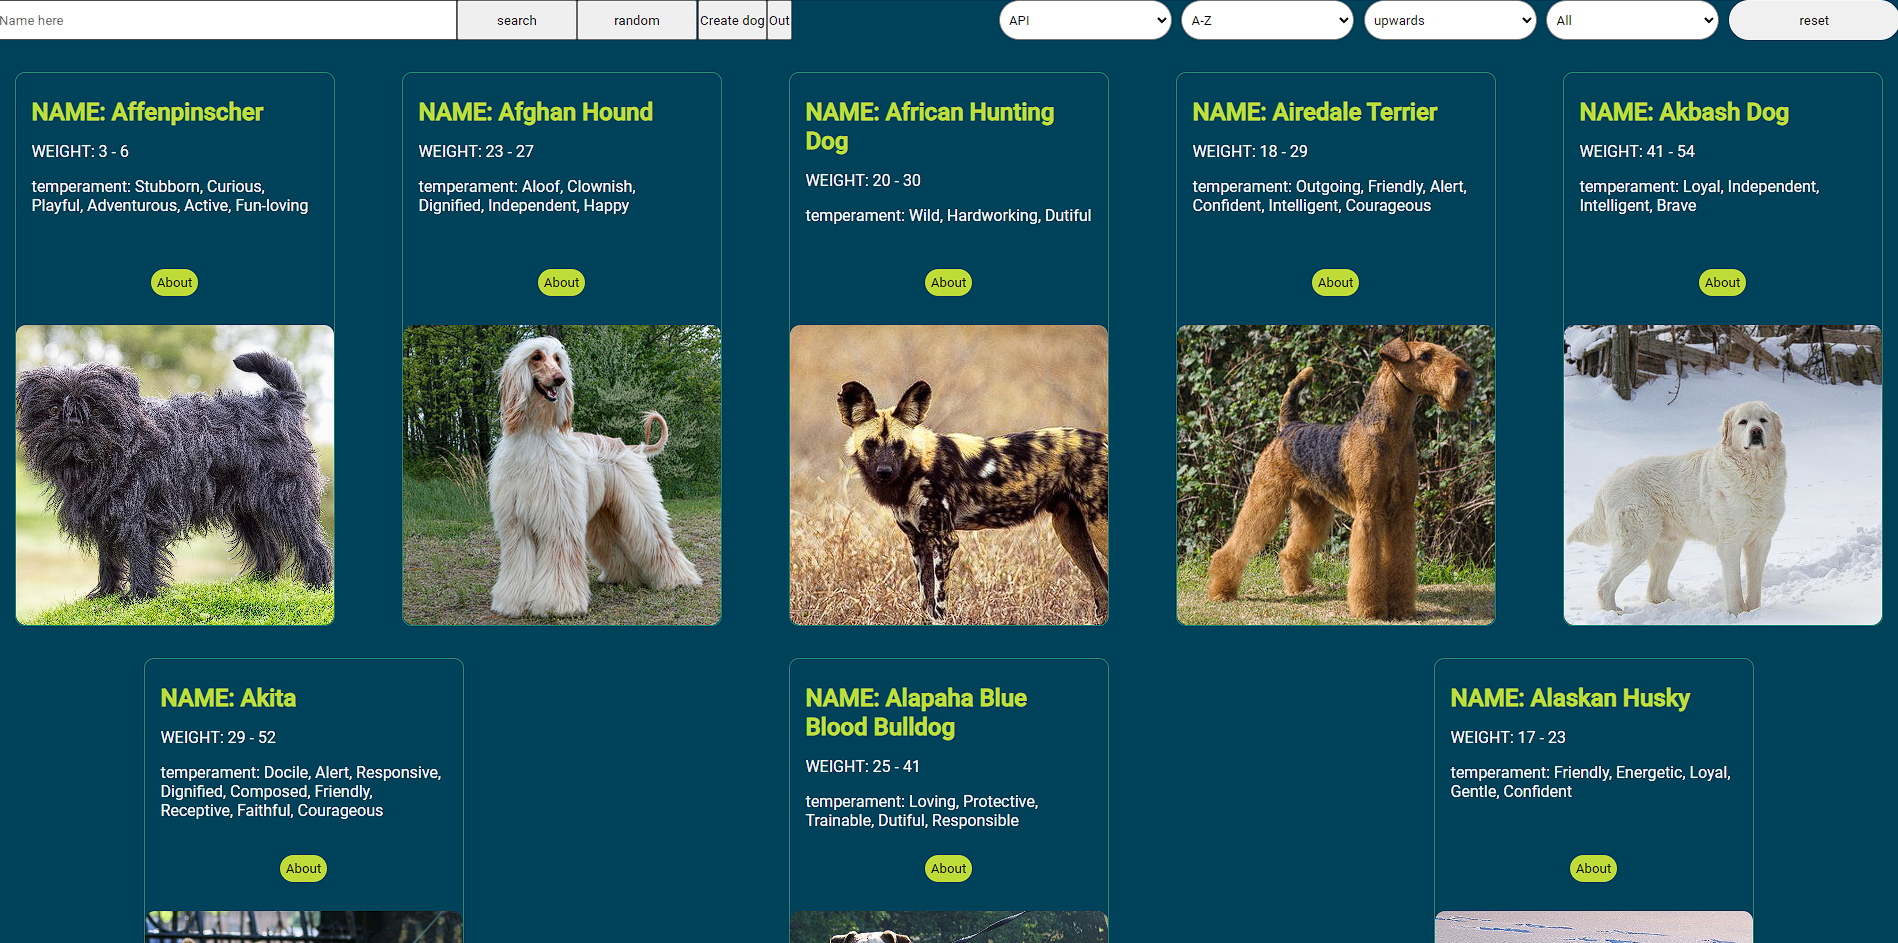 Name here
search
random
Create dog
Out
API
A-Z
upwards
All
reset
NAME: Affenpinscher
WEIGHT: 3 - 6
temperament: Stubborn, Curious,
Playful, Adventurous, Active, Fun-loving
About
NAME: Afghan Hound
WEIGHT: 23 - 27
temperament: Aloof, Clownish,
Dignified, Independent, Happy
About
NAME: African Hunting
Dog
WEIGHT: 20 - 30
temperament: Wild, Hardworking, Dutiful
About
NAME: Airedale Terrier
WEIGHT: 18 - 29
temperament: Outgoing, Friendly, Alert,
Confident, Intelligent, Courageous
About
NAME: Akbash Dog
WEIGHT: 41 - 54
temperament: Loyal, Independent,
Intelligent, Brave
About
NAME: Akita
WEIGHT: 29 - 52
temperament: Docile, Alert, Responsive,
Dignified, Composed, Friendly,
Receptive, Faithful, Courageous
About
NAME: Alapaha Blue
Blood Bulldog
WEIGHT: 25 - 41
temperament: Loving, Protective,
Trainable, Dutiful, Responsible
About
NAME: Alaskan Husky
WEIGHT: 17 - 23
temperament: Friendly, Energetic, Loyal,
Gentle, Confident
About